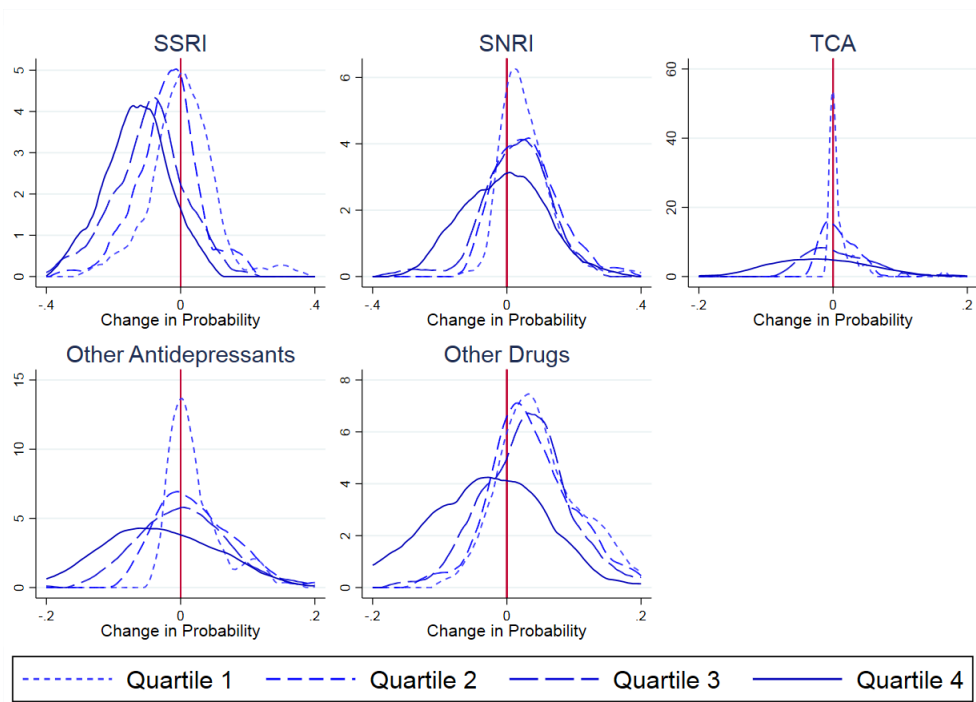 SSRI
5
4
3
2
1
0
-.4
0
.4
Change in Probability
SNRI
6
4
2
0
-.4
0
.4
Change in Probability
TCA
60
40
20
0
-.2
0
.2
Change in Probability
Other Antidepressants
15
10
5
0
-.2
0
.2
Change in Probability
Other Drugs
8
6
4
2
0
-.2
0
.2
Change in Probability
Quartile 1
Quartile 2
Quartile 3
Quartile 4